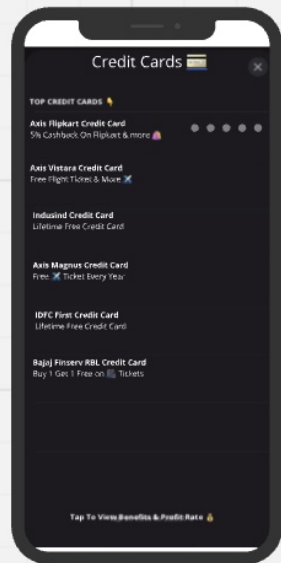 Credit Cards 💳
TOP CREDIT CARDS 👇
Axis Flipkart Credit Card
5% Cashback On Flipkart & more 🛍️
Axis Vistara Credit Card
Free Flight Ticket & More ✈️
Indusind Credit Card
Lifetime Free Credit Card
Axis Magnus Credit Card
Free ✈️ Ticket Every Year
IDFC First Credit Card
Lifetime Free Credit Card
Bajaj Finserv RBL Credit Card
Buy 1 Get 1 Free on 🎬 Tickets
Tap To View Benefits & Profit Rate 💰